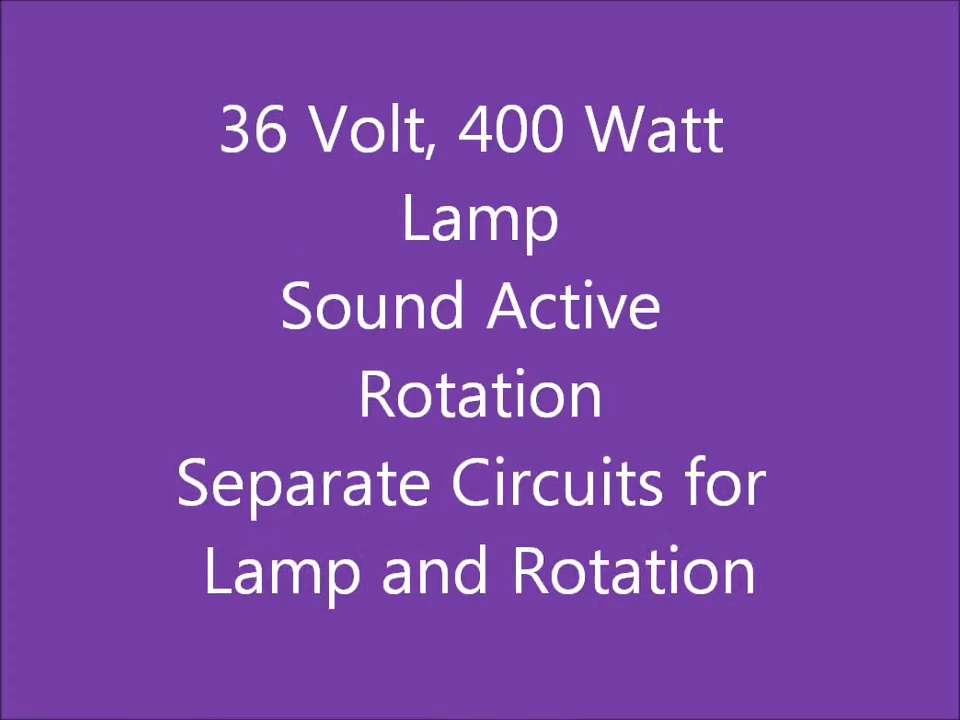 36 Volt, 400 Watt
Lamp
Sound Active
Rotation
Separate Circuits for
Lamp and Rotation